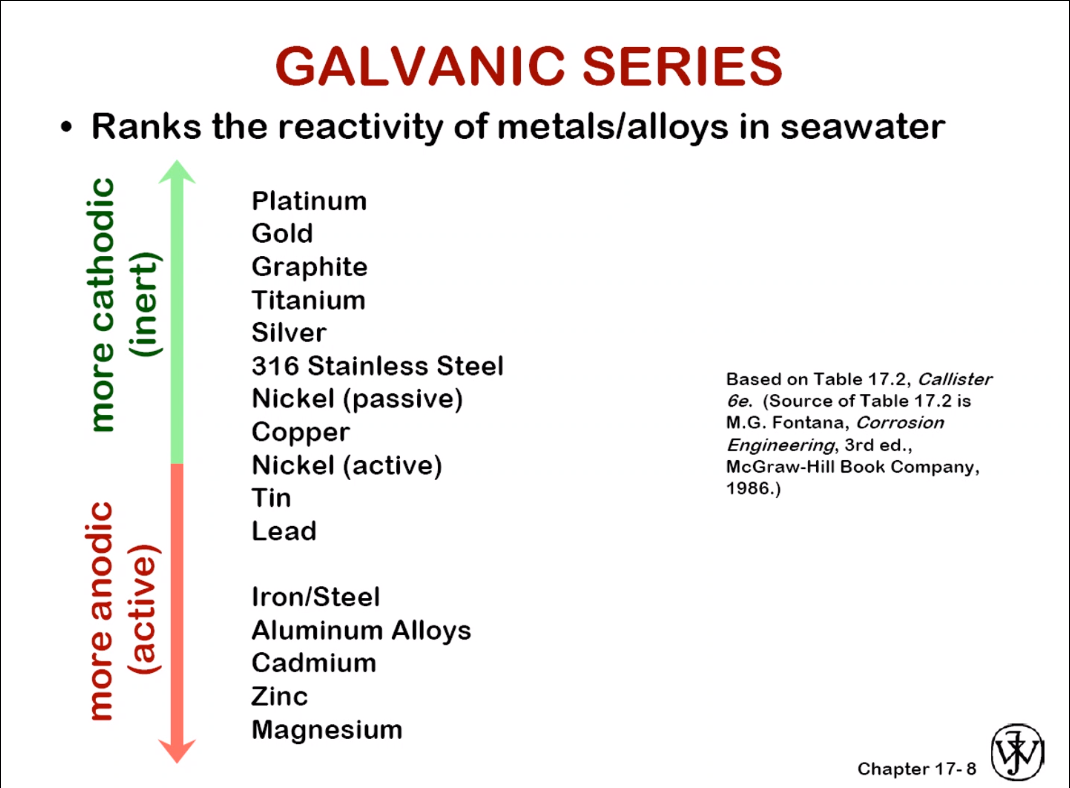 GALVANIC SERIES
• Ranks the reactivity of metals/alloys in seawater
more cathodic
(inert)
more anodic
(active)
Platinum
Gold
Graphite
Titanium
Silver
316 Stainless Steel
Nickel (passive)
Copper
Nickel (active)
Tin
Lead
Iron/Steel
Aluminum Alloys
Cadmium
Zinc
Magnesium
Based on Table 17.2, Callister
6e. (Source of Table 17.2 is
M.G. Fontana, Corrosion
Engineering, 3rd ed.,
McGraw-Hill Book Company,
1986.)
Chapter 17- 8
JW